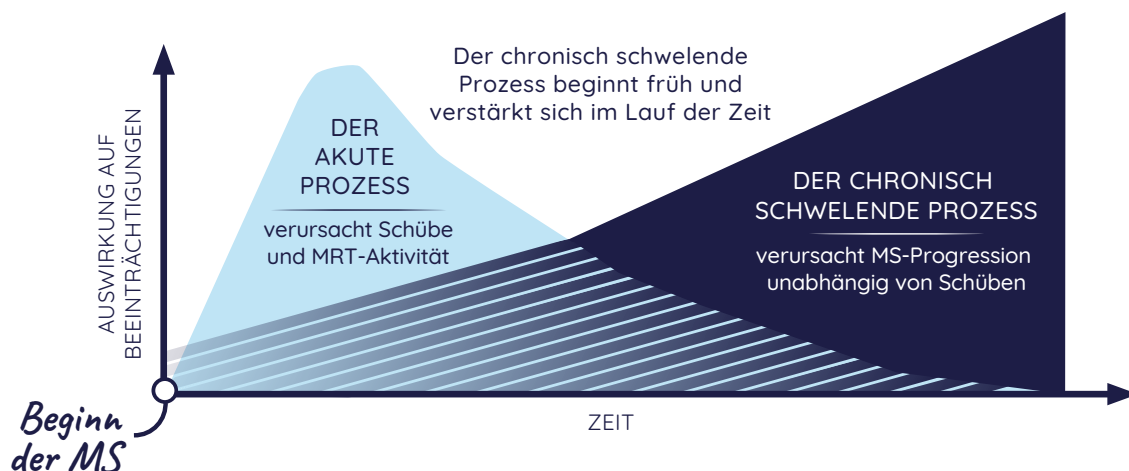 Der chronisch schwelende
Prozess beginnt früh und
verstärkt sich im Lauf der Zeit
DER
AKUTE
PROZESS
verursacht Schübe
und MRT-Aktivität
DER CHRONISCH
SCHWELENDE PROZESS
verursacht MS-Progression
unabhängig von Schüben
AUSWIRKUNG AUF
BEEINTRÄCHTIGUNGEN
Beginn
der MS
ZEIT